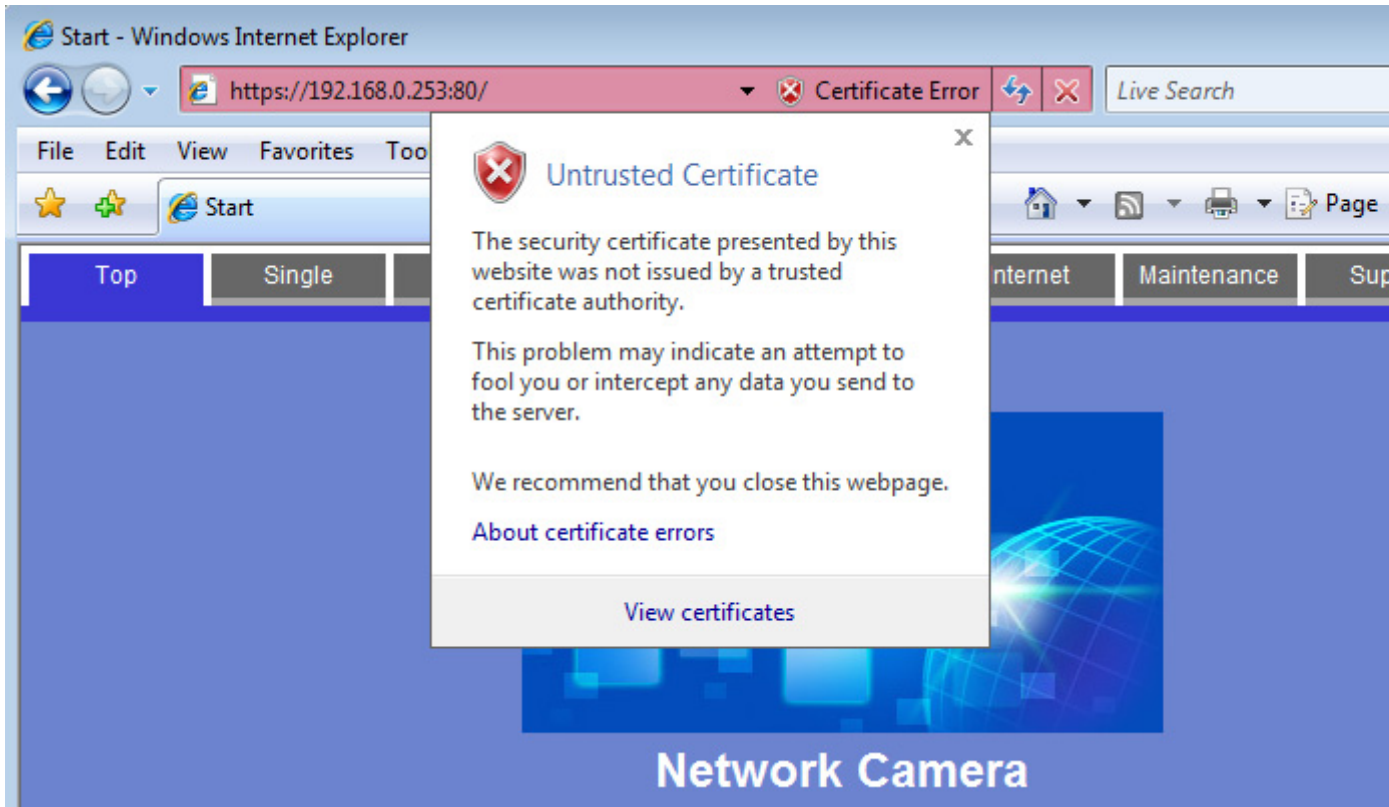 Start - Windows Internet Explorer
https://192.168.0.253:80/ Certificate Error Live Search
File Edit View Favorites
Untrusted Certificate
Start
Page
The security certificate presented by this
website was not issued by a trusted
certificate authority.
Top Single Maintenance
This problem may indicate an attempt to
fool you or intercept any data you send to
the server.
We recommend that you close this webpage.
About certificate errors
View certificates
Network Camera